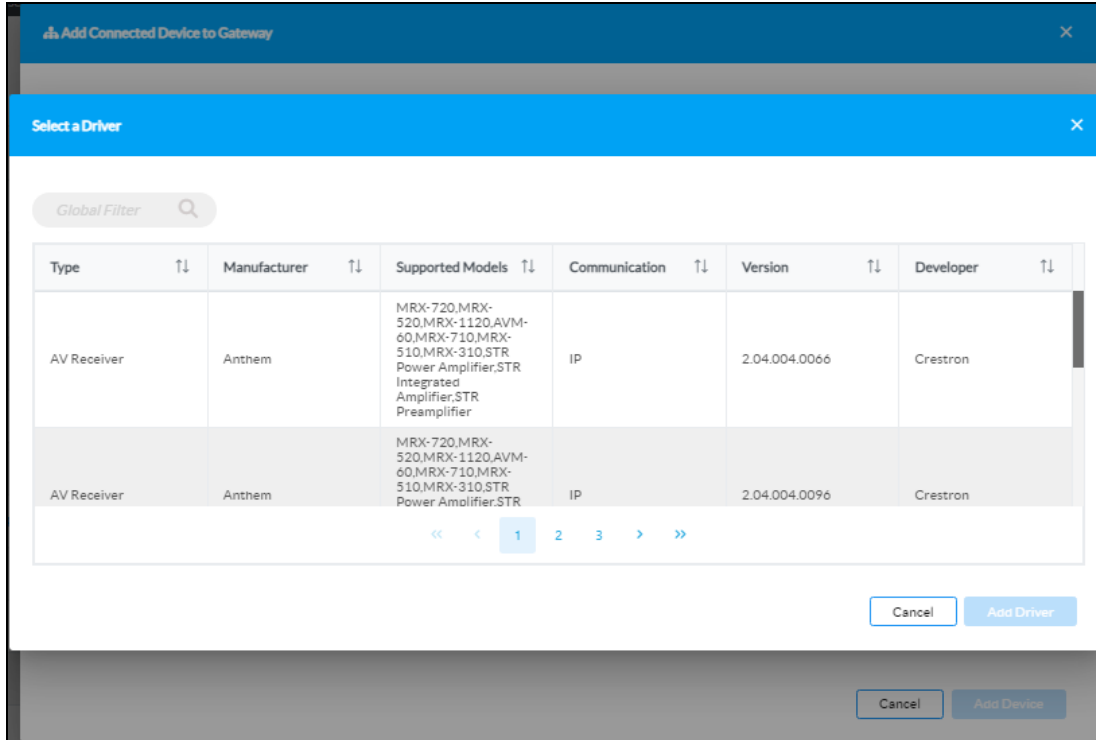 Add Connected Device to Gateway
Select a Driver
Global Filter
Type Manufacturer Supported Models Communication Version Developer
MRX-720,MRX-
520,MRX-1120,AVM-
60,MRX-710,MRX-
510,MRX-310,STR
AV Receiver Anthem Power Amplifier,STR IP 2.04.004.0066 Crestron
Integrated
Amplifier,STR
Preamplifier
MRX-720,MRX-
520,MRX-1120,AVM-
60,MRX-710,MRX-
510,MRX-310,STR
AV Receiver Anthem Power Amplifier,STR IP 2.04.004.0096 Crestron
« < 1 2 3 > »
Cancel Add Driver
Cancel Add Device